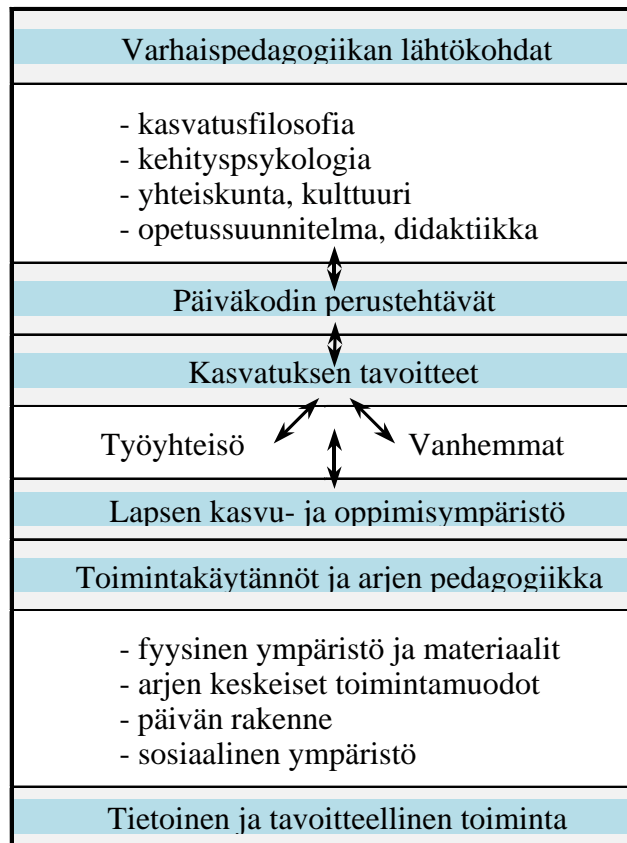 Varhaispedagogiikan lähtökohdat
- kasvatusfilosofia
- kehityspsykologia
- yhteiskunta, kulttuuri
- opetussuunnitelma, didaktiikka
Päiväkodin perustehtävät
Kasvatuksen tavoitteet
Työyhteisö Vanhemmat
Lapsen kasvu- ja oppimisympäristö
Toimintakäytännöt ja arjen pedagogiikka
- fyysinen ympäristö ja materiaalit
- arjen keskeiset toimintamuodot
- päivän rakenne
- sosiaalinen ympäristö
Tietoinen ja tavoitteellinen toiminta